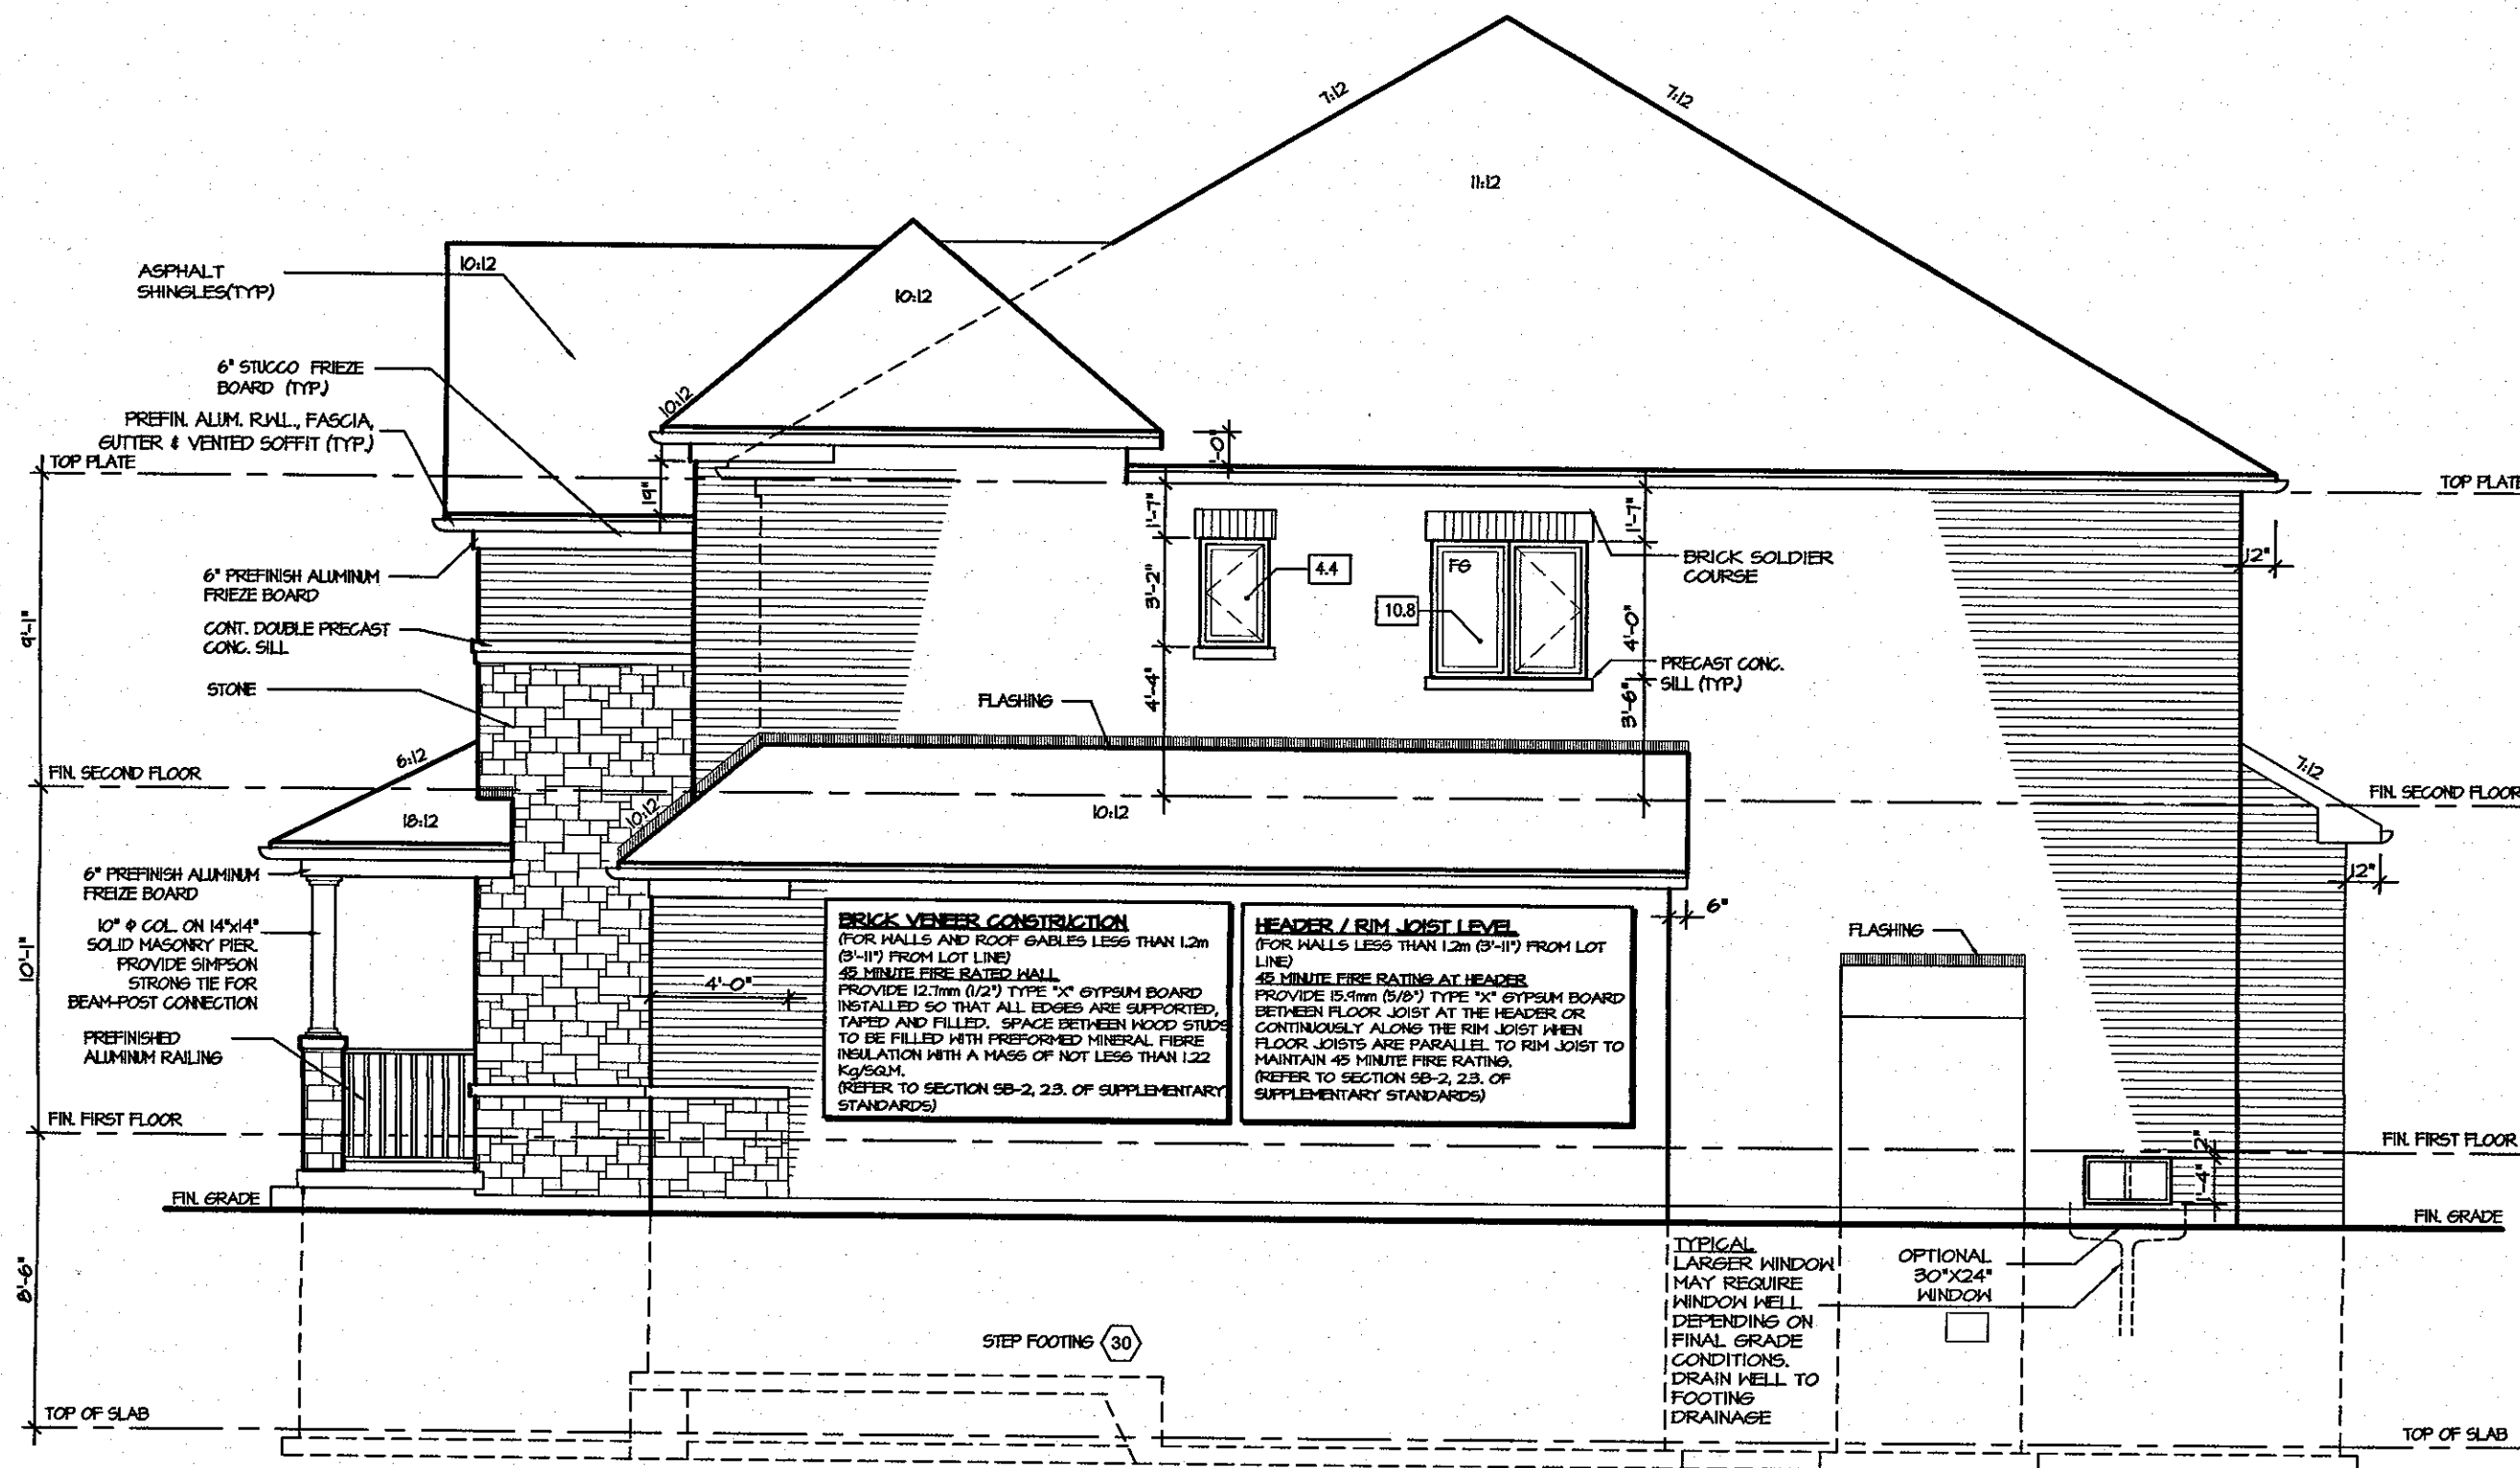 7:12
7:12
11:12
ASPHALT
SHINGLES(TYP)
10:12
10:12
6" STUCCO FRIEZE
BOARD (TYP.)
10:12
PREFIN. ALUM. R.W.L., FASCIA,
GUTTER & VENTED SOFFIT (TYP.)
TOP PLATE
1'-0"
TOP PLATE
19"
1'-7"
1'-7"
6" PREFINISH ALUMINUM
FRIEZE BOARD
3'-2"
4.4
FG
10.8
BRICK SOLDIER
COURSE
12"
9'-1"
CONT. DOUBLE PRECAST
CONC. SILL
4'-0"
STONE
4'-4"
FLASHING
PRECAST CONC.
SILL (TYP.)
3'-6"
6:12
7:12
FIN. SECOND FLOOR
FIN. SECOND FLOOR
18:12
10:12
10:12
6" PREFINISH ALUMINUM
FREIZE BOARD
12"
6"
10" Φ COL. ON 14"x14"
SOLID MASONRY PIER.
PROVIDE SIMPSON
STRONG TIE FOR
BEAM-POST CONNECTION
10'-1"
4'-0"
BRICK VENEER CONSTRUCTION
(FOR WALLS AND ROOF GABLES LESS THAN 1.2m
(3'-11") FROM LOT LINE)
45 MINUTE FIRE RATED WALL
PROVIDE 12.7mm (1/2") TYPE "X" GYPSUM BOARD
INSTALLED SO THAT ALL EDGES ARE SUPPORTED,
TAPED AND FILLED. SPACE BETWEEN WOOD STUDS
TO BE FILLED WITH PREFORMED MINERAL FIBRE
INSULATION WITH A MASS OF NOT LESS THAN 1.22
Kg/SQ.M.
(REFER TO SECTION SB-2, 2.3. OF SUPPLEMENTARY
STANDARDS)
HEADER / RIM JOIST LEVEL
(FOR WALLS LESS THAN 1.2m (3'-11") FROM LOT
LINE)
45 MINUTE FIRE RATING AT HEADER
PROVIDE 15.9mm (5/8") TYPE "X" GYPSUM BOARD
BETWEEN FLOOR JOIST AT THE HEADER OR
CONTINUOUSLY ALONG THE RIM JOIST WHEN
FLOOR JOISTS ARE PARALLEL TO RIM JOIST TO
MAINTAIN 45 MINUTE FIRE RATING.
(REFER TO SECTION SB-2, 2.3. OF
SUPPLEMENTARY STANDARDS)
FLASHING
PREFINISHED
ALUMINUM RAILING
FIN. FIRST FLOOR
FIN. FIRST FLOOR
2"
1'-4"
FIN. GRADE
FIN. GRADE
8'-6"
TYPICAL
LARGER WINDOW
MAY REQUIRE
WINDOW WELL
DEPENDING ON
FINAL GRADE
CONDITIONS.
DRAIN WELL TO
FOOTING
DRAINAGE
OPTIONAL
30"X24"
WINDOW
STEP FOOTING 30
TOP OF SLAB
TOP OF SLAB